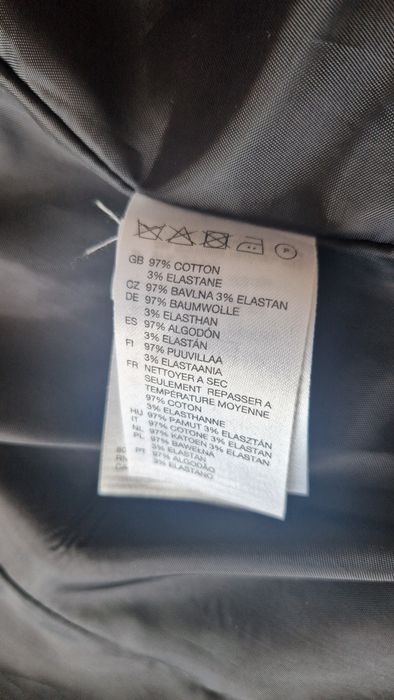 P
GB 97% COTTON
3% ELASTANE
CZ 97% BAVLNA 3% ELASTAN
DE 97% BAUMWOLLE
3% ELASTHAN
ES 97% ALGODÓN
3% ELASTÁN
FI 97% PUUVILLAA
3% ELASTAANIA
FR NETTOYER A SEC
SEULEMENT REPASSER A
TEMPÉRATURE MOYENNE
97% COTON
3% ELASTHANNE
HU 97% PAMUT 3% ELASZTÁN
IT 97% COTONE 3% ELASTAN
NL 97% KATOEN 3% ELASTAN
PL 97% BAWEŁNA
3% ELASTAN
PT 97% ALGODÃO
3% ELASTANO
RN
CA